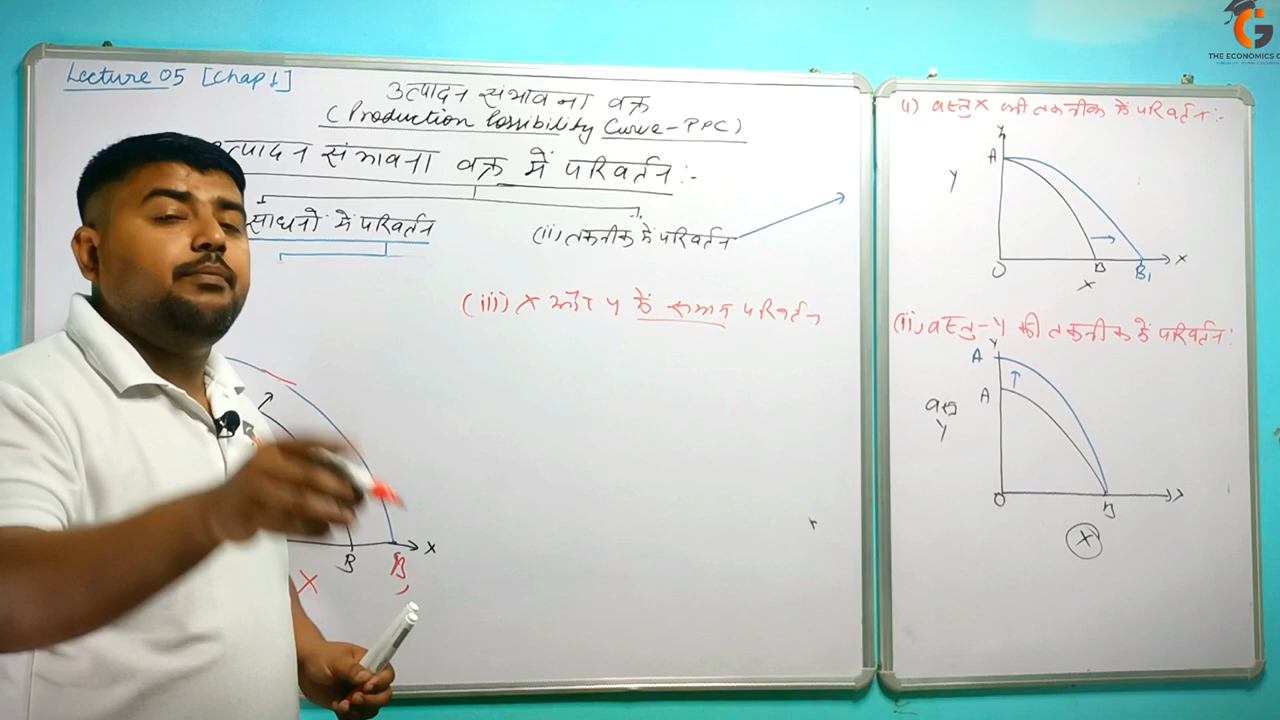 Lecture 05 [Chap 1]
उत्पादन संभावना वक्र
(Production Possibility Curve-PPC)
उत्पादन संभावना वक्र में परिवर्तन:-
साधनों में परिवर्तन
(ii) तकनीक में परिवर्तन
(iii) X और Y में समान परिवर्तन
B
B
X
X
i) वस्तु X की तकनीक में परिवर्तन:-
Y
A
Y
O
B
B1
X
X
(ii) वस्तु-Y की तकनीक में परिवर्तन:
Y
A
A
वस्तु
Y
O
B
X
THE ECONOMICS